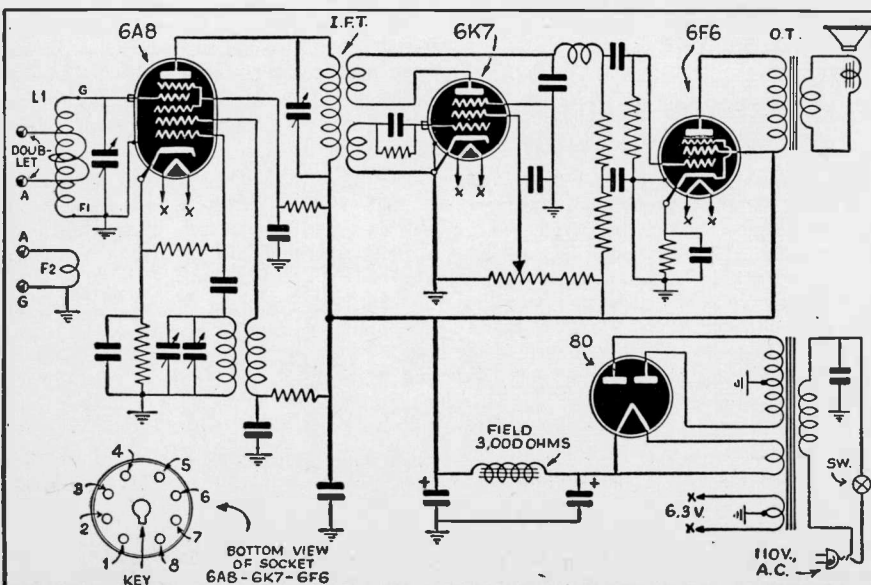 6A8
I.F.T.
6K7
6F6
O.T.
L1
G
DOUB-
LET
A
F1
A
F2
G
X X
X X
X X
80
FIELD
3,000 OHMS
+
+
X
6.3 V.
X
SW.
110V.,
A.C.
4
5
3
6
2
7
1
8
KEY
BOTTOM VIEW
OF SOCKET
6A8-6K7-6F6